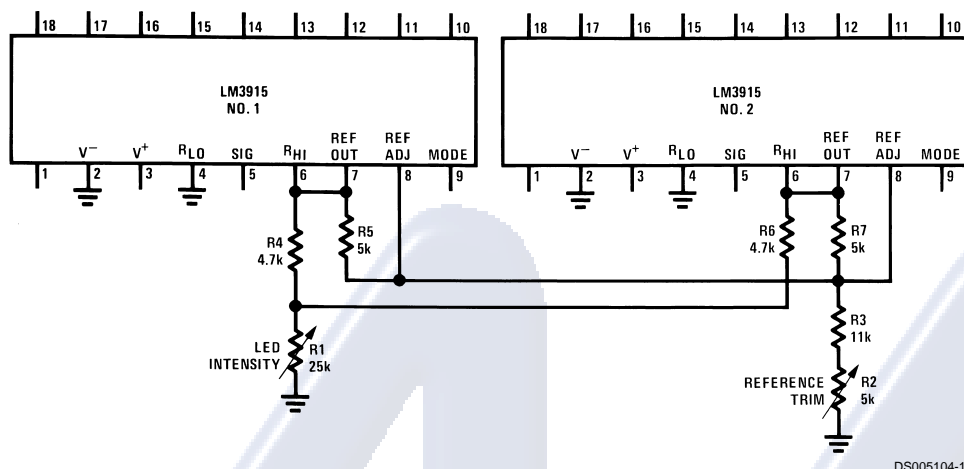 18 17 16 15 14 13 12 11 10
LM3915
NO. 1
V− V+ RLO SIG RHI REF OUT REF ADJ MODE
1 2 3 4 5 6 7 8 9
18 17 16 15 14 13 12 11 10
LM3915
NO. 2
V− V+ RLO SIG RHI REF OUT REF ADJ MODE
1 2 3 4 5 6 7 8 9
R4
4.7k
R5
5k
R6
4.7k
R7
5k
LED
INTENSITY
R1
25k
R3
11k
REFERENCE
TRIM
R2
5k
DS005104-1